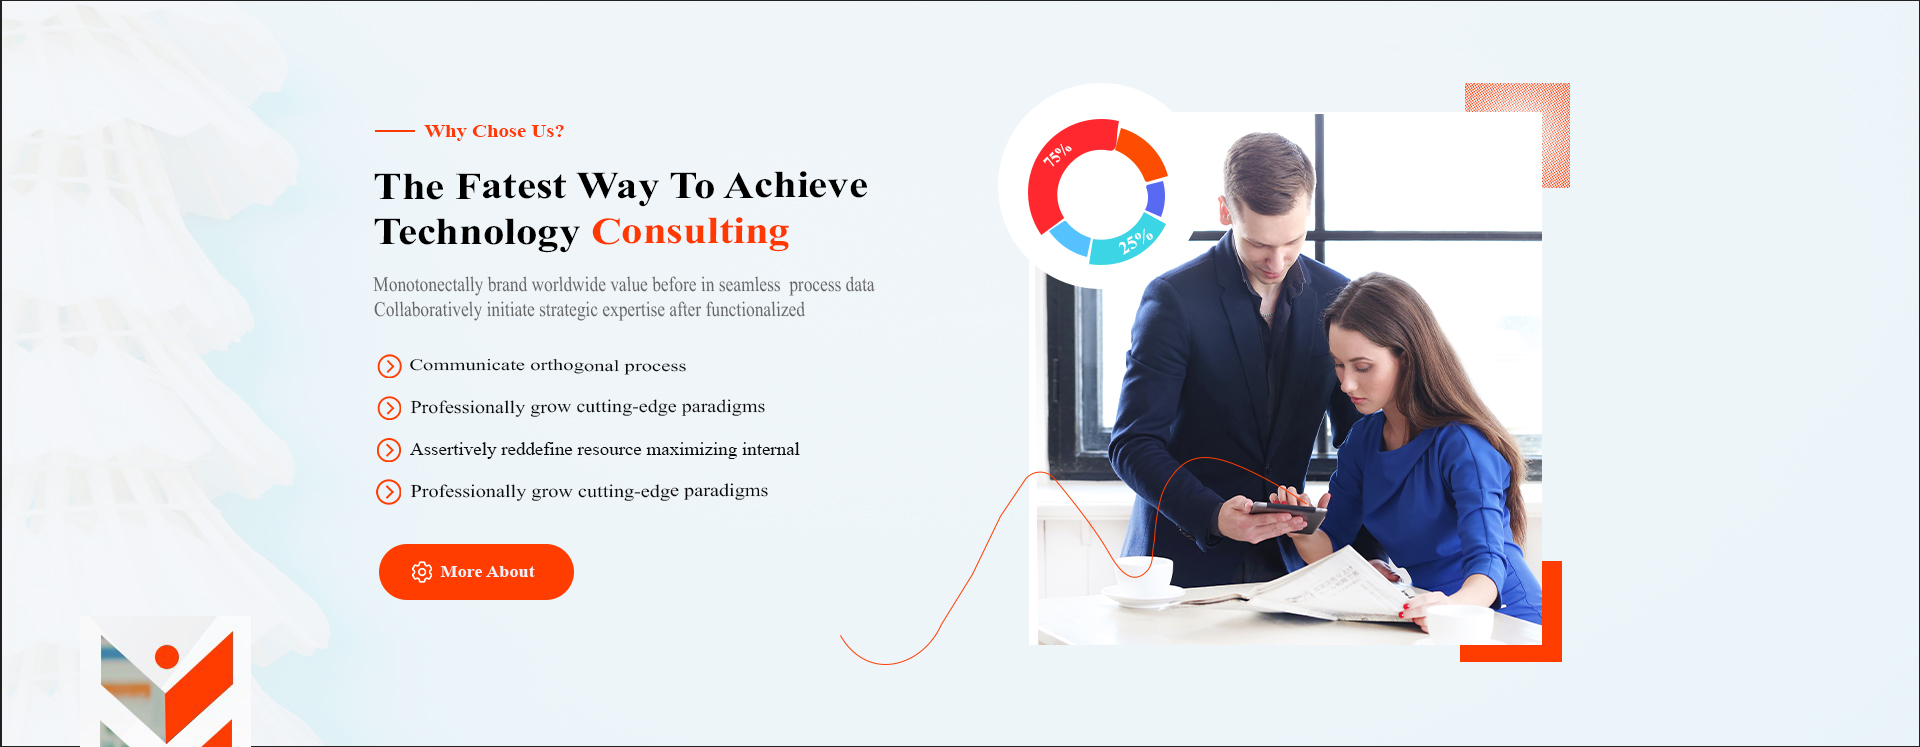 Why Chose Us?
The Fatest Way To Achieve
Technology Consulting
Monotonectally brand worldwide value before in seamless process data
Collaboratively initiate strategic expertise after functionalized
Communicate orthogonal process
Professionally grow cutting-edge paradigms
Assertively reddefine resource maximizing internal
Professionally grow cutting-edge paradigms
More About
75%
25%